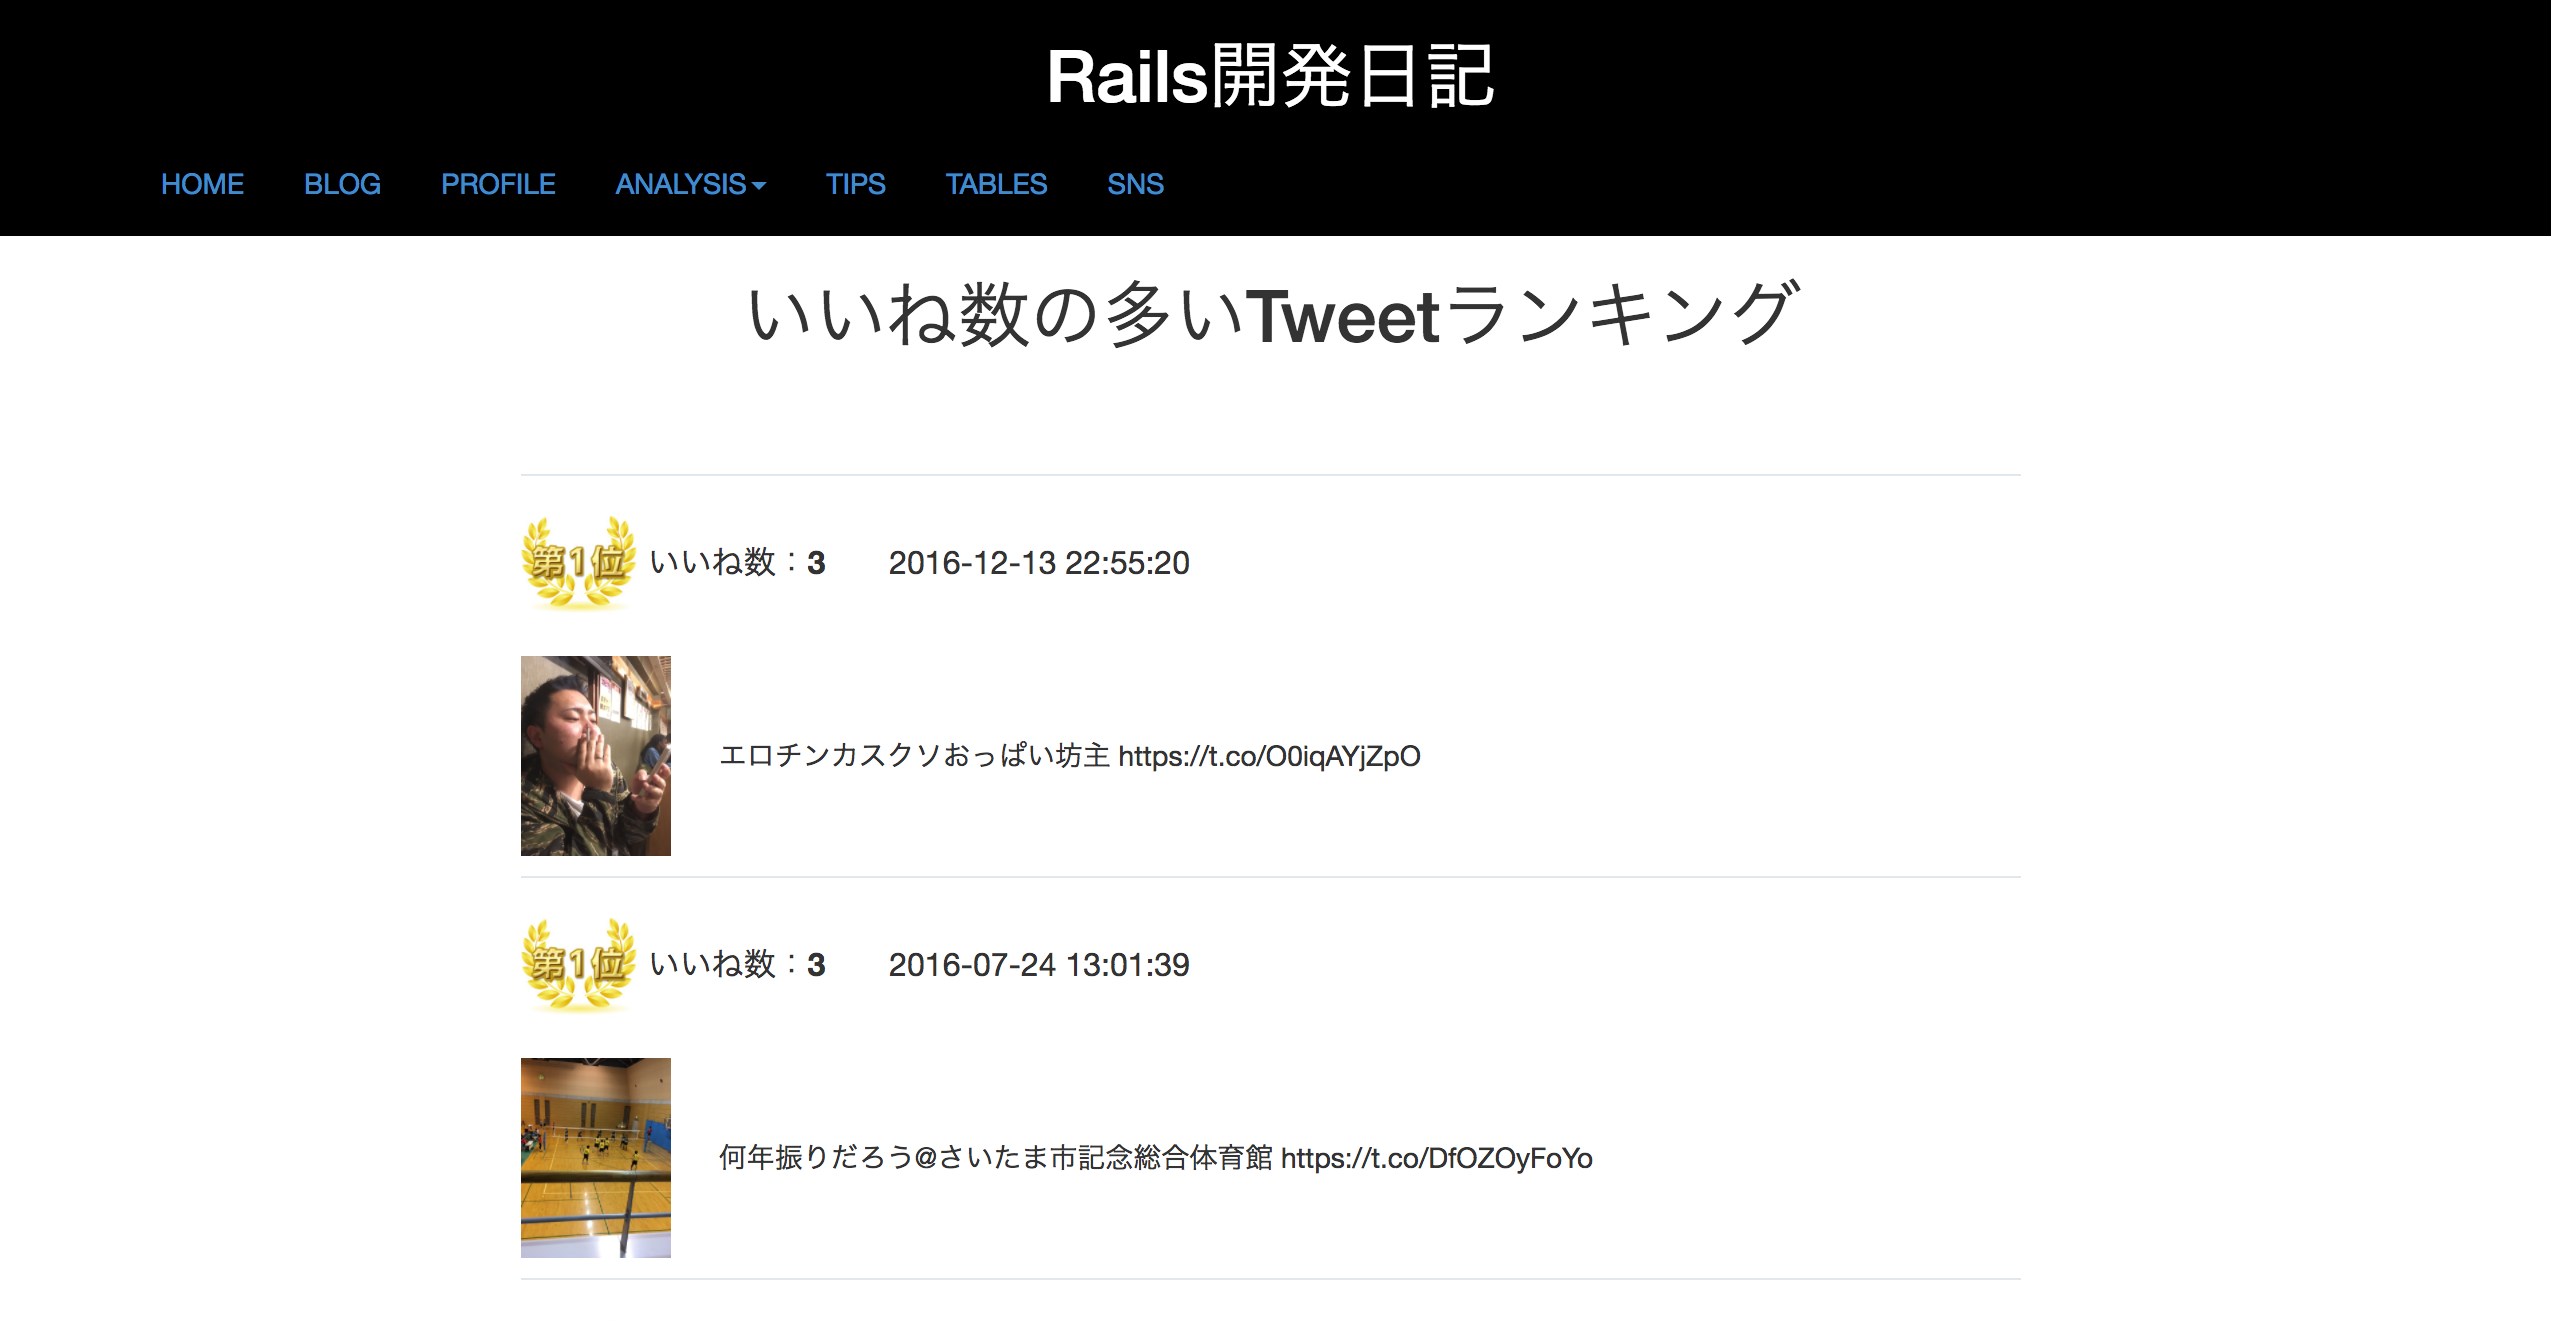 Rails開発日記
HOME BLOG PROFILE ANALYSIS TIPS TABLES SNS
いいね数の多いTweetランキング
第1位 いいね数：3 2016-12-13 22:55:20
エロチンカスクソおっぱい坊主 https://t.co/O0iqAYjZpO
第1位 いいね数：3 2016-07-24 13:01:39
何年振りだろう@さいたま市記念総合体育館 https://t.co/DfOZOyFoYo